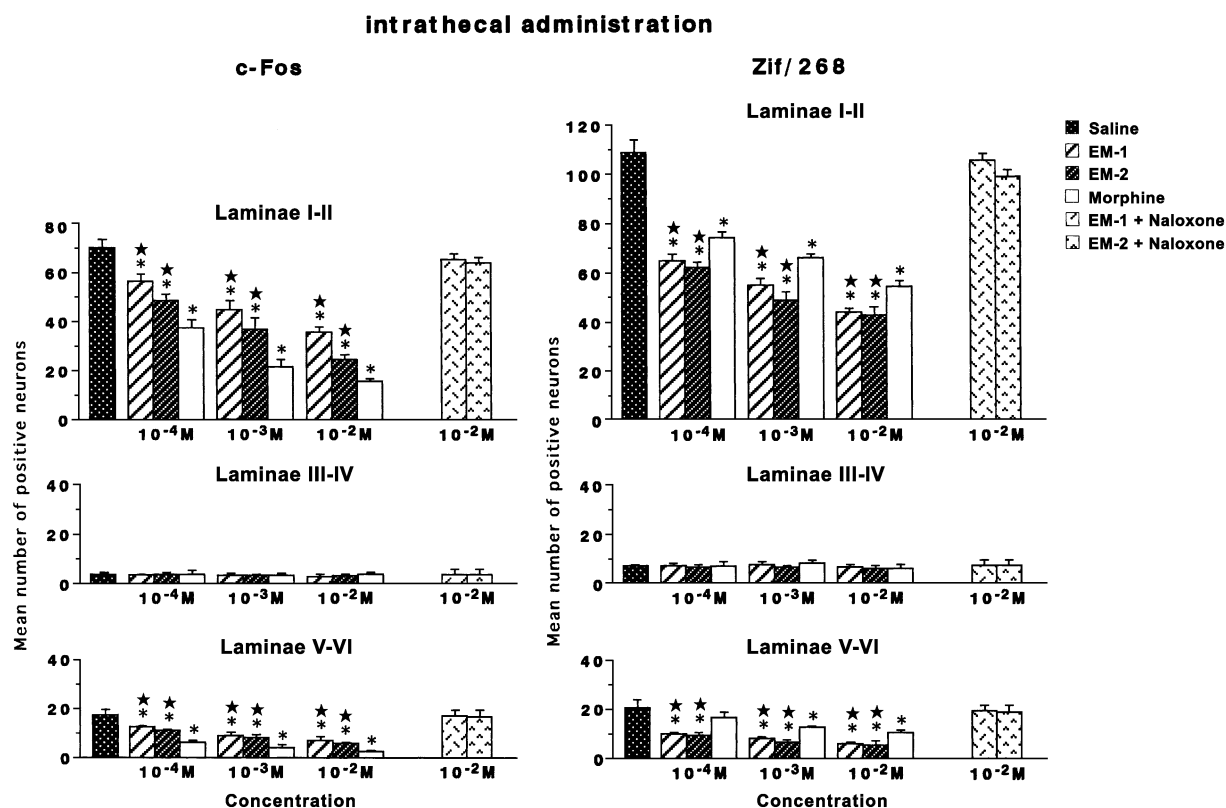 intrathecal administration
c-Fos
Zif/268
Laminae I-II
120
100
80
60
40
20
0
10-4M 10-3M 10-2M 10-2M
Saline
EM-1
EM-2
Morphine
EM-1 + Naloxone
EM-2 + Naloxone
Laminae I-II
80
60
40
20
0
10-4M 10-3M 10-2M 10-2M
Mean number of positive neurons
Mean number of positive neurons
Laminae III-IV
40
20
0
10-4M 10-3M 10-2M 10-2M
Laminae III-IV
40
20
0
10-4M 10-3M 10-2M 10-2M
Laminae V-VI
40
20
0
10-4M 10-3M 10-2M 10-2M
Concentration
Laminae V-VI
40
20
0
10-4M 10-3M 10-2M 10-2M
Concentration